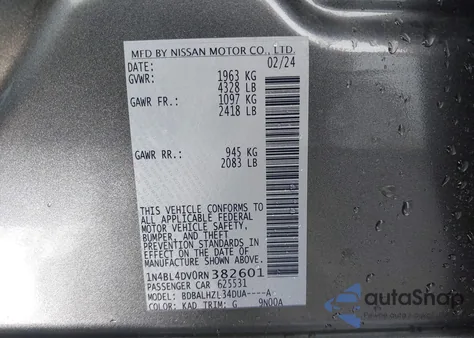 MFD BY NISSAN MOTOR CO., LTD.
DATE: 02/24
GVWR: 1963 KG
4328 LB
GAWR FR.: 1097 KG
2418 LB
GAWR RR.: 945 KG
2083 LB
THIS VEHICLE CONFORMS TO
ALL APPLICABLE FEDERAL
MOTOR VEHICLE SAFETY,
BUMPER, AND THEFT
PREVENTION STANDARDS IN
EFFECT ON THE DATE OF
MANUFACTURE SHOWN ABOVE.
1N4BL4DV0RN382601
PASSENGER CAR 625531
MODEL: BDBALHZL34DUA----A
COLOR: KAD TRIM: G 9N00A
autaShop